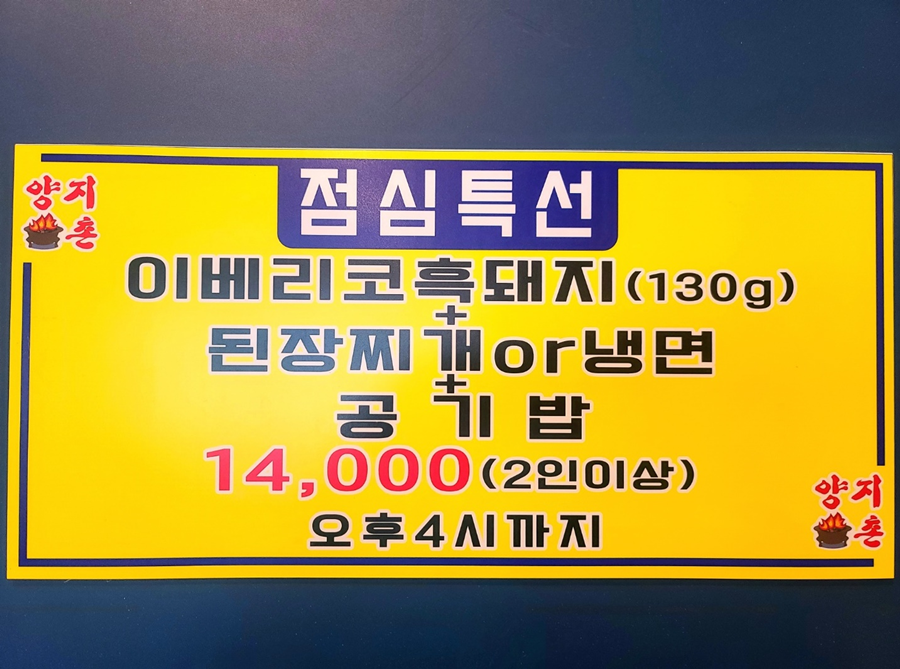 양지
촌
점심특선
이베리코흑돼지(130g)
+
된장찌개or냉면
+
공기밥
14,000(2인이상)
오후4시까지
양지
촌